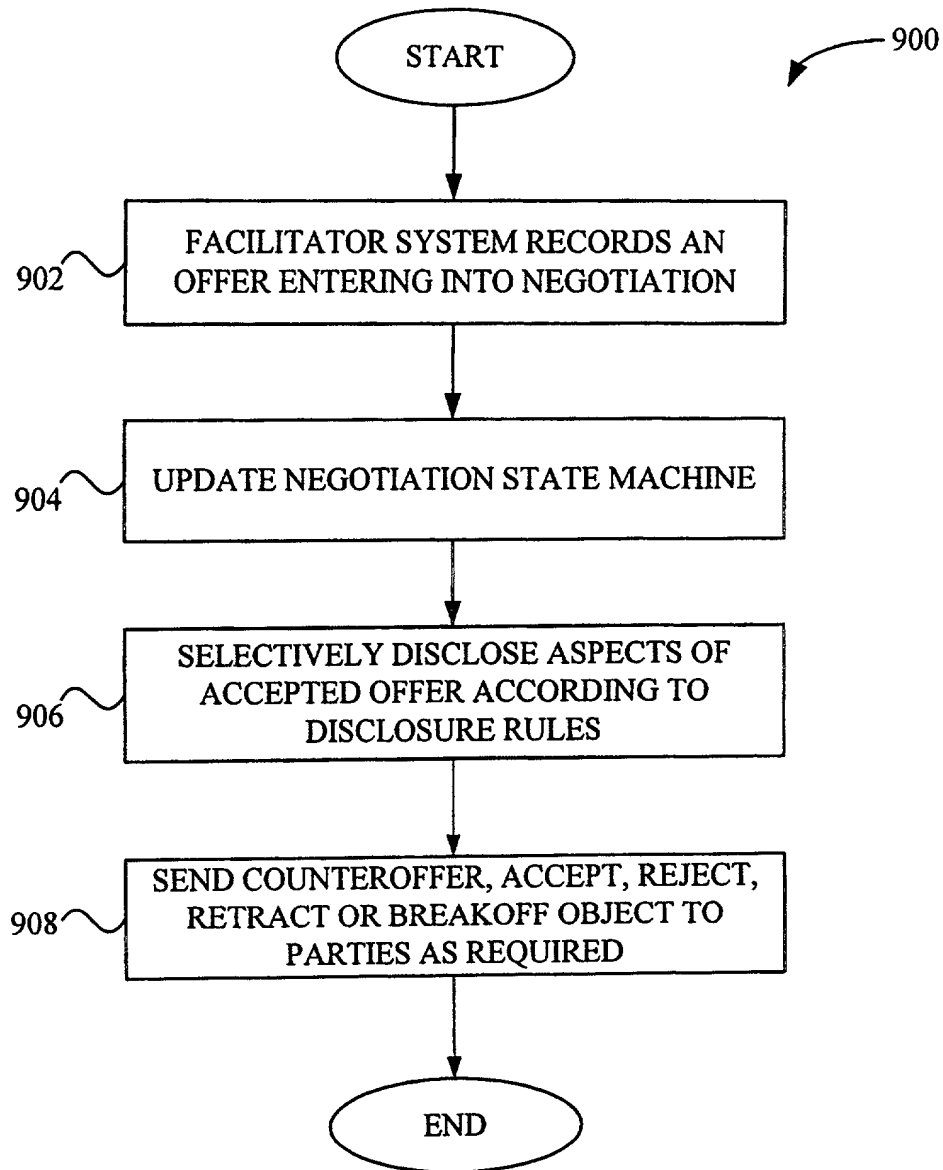 START
900
FACILITATOR SYSTEM RECORDS AN
OFFER ENTERING INTO NEGOTIATION
902
UPDATE NEGOTIATION STATE MACHINE
904
SELECTIVELY DISCLOSE ASPECTS OF
ACCEPTED OFFER ACCORDING TO
DISCLOSURE RULES
906
SEND COUNTEROFFER, ACCEPT, REJECT,
RETRACT OR BREAKOFF OBJECT TO
PARTIES AS REQUIRED
908
END